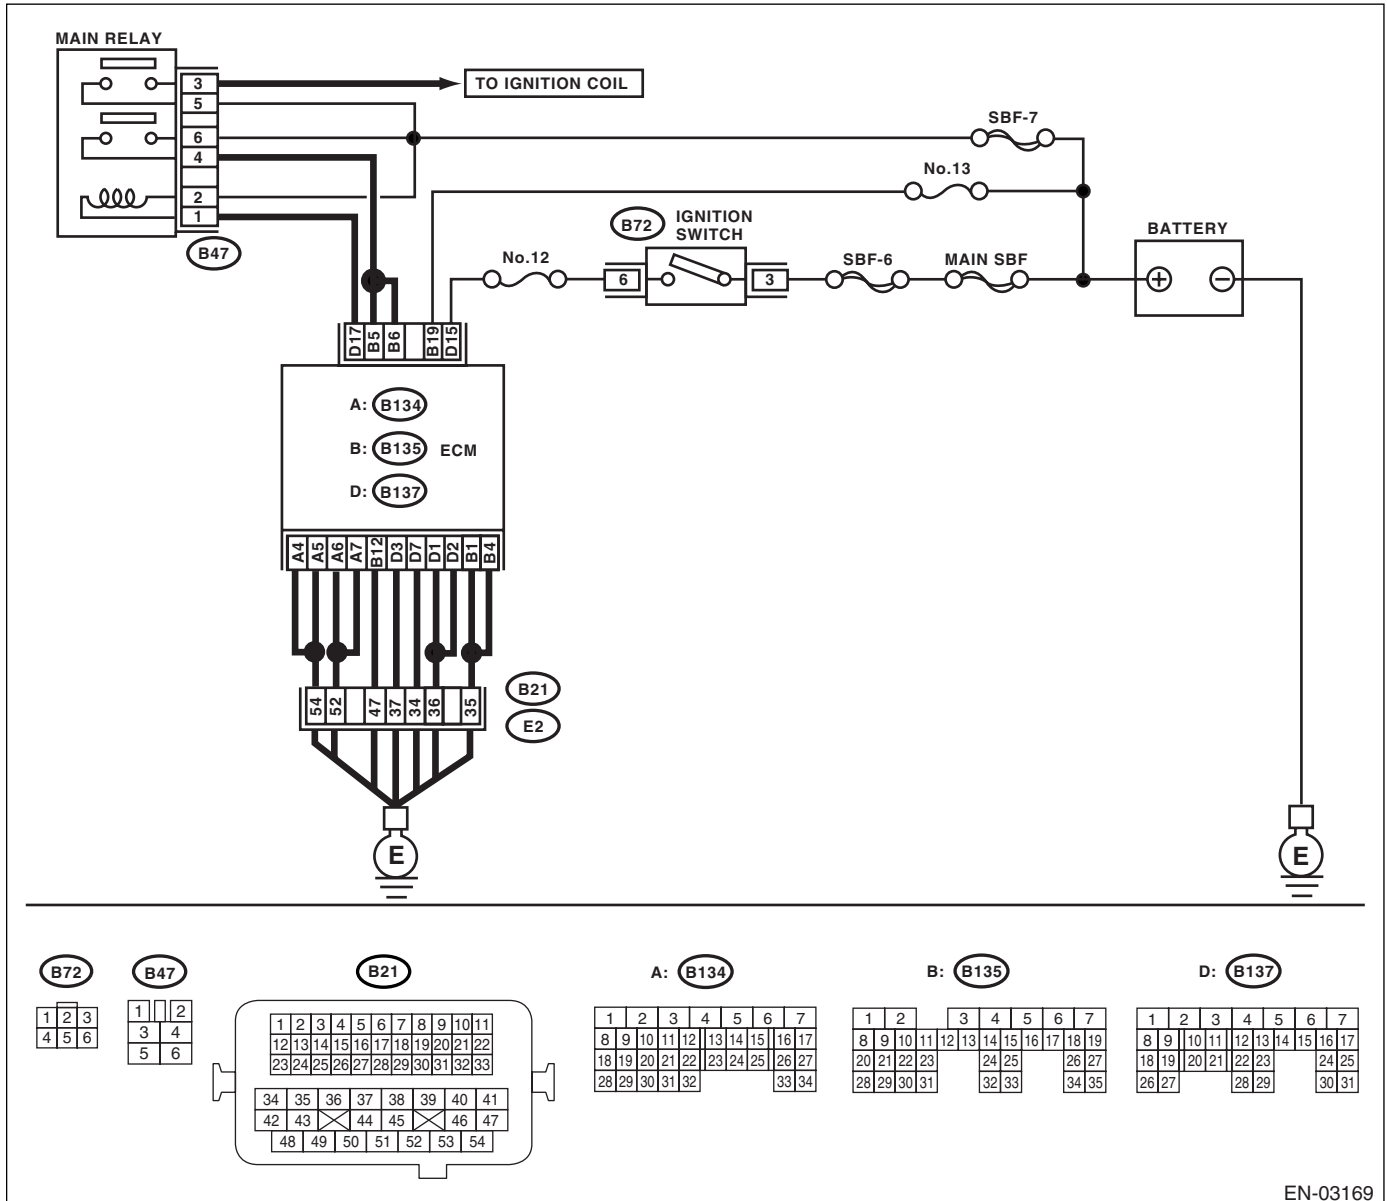 MAIN RELAY
3
5
6
4
2
1
B47
TO IGNITION COIL
SBF-7
No.13
B72
IGNITION
SWITCH
BATTERY
No.12
6
3
SBF-6
MAIN SBF
+
−
D17
B5
B6
B19
D15
A: B134
B: B135 ECM
D: B137
A4
A5
A6
A7
B12
D3
D7
D1
D2
B1
B4
54
52
47
37
34
36
35
B21
E2
E
E
B72
1 2 3
4 5 6
B47
1 2
3 4
5 6
B21
1 2 3 4 5 6 7 8 9 10 11
12 13 14 15 16 17 18 19 20 21 22
23 24 25 26 27 28 29 30 31 32 33
34 35 36 37 38 39 40 41
42 43 44 45 46 47
48 49 50 51 52 53 54
A: B134
1 2 3 4 5 6 7
8 9 10 11 12 13 14 15 16 17
18 19 20 21 22 23 24 25 26 27
28 29 30 31 32 33 34
B: B135
1 2 3 4 5 6 7
8 9 10 11 12 13 14 15 16 17 18 19
20 21 22 23 24 25 26 27
28 29 30 31 32 33 34 35
D: B137
1 2 3 4 5 6 7
8 9 10 11 12 13 14 15 16 17
18 19 20 21 22 23 24 25
26 27 28 29 30 31
EN-03169